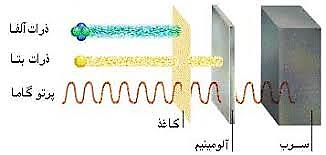 ذرات آلفا
ذرات بتا
پرتو گاما
کاغذ
آلومینیم
سرب